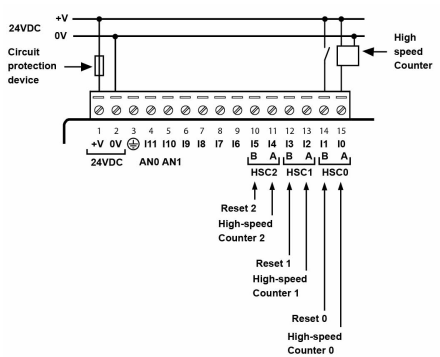 +V
24VDC
0V
Circuit
protection
device
High
speed
Counter
1 2 3 4 5 6 7 8 9 10 11 12 13 14 15
+V 0V I11 I10 I9 I8 I7 I6 I5 I4 I3 I2 I1 I0
B A B A B A
24VDC AN0 AN1 HSC2 HSC1 HSC0
Reset 2
High-speed
Counter 2
Reset 1
High-speed
Counter 1
Reset 0
High-speed
Counter 0